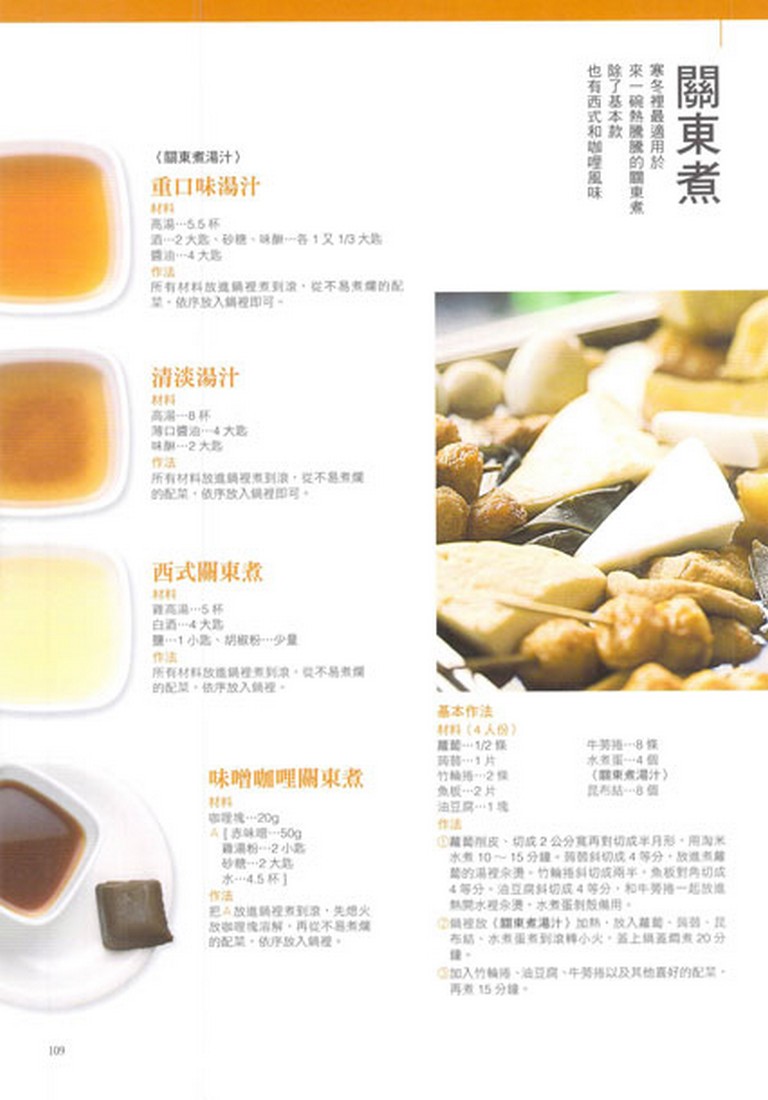 關東煮
寒冬裡最適用於
來一碗熱騰騰的關東煮
除了基本款
也有西式和咖哩風味
〈關東煮湯汁〉
重口味湯汁
材料
高湯…5.5 杯
酒…2 大匙、砂糖、味醂…各 1 又 1/3 大匙
醬油…4 大匙
作法
所有材料放進鍋裡煮到滾，從不易煮爛的配
菜，依序放入鍋裡即可。
清淡湯汁
材料
高湯…8 杯
薄口醬油…4 大匙
味醂…2 大匙
作法
所有材料放進鍋裡煮到滾，從不易煮爛
的配菜，依序放入鍋裡即可。
西式關東煮
材料
雞高湯…5 杯
白酒…4 大匙
鹽…1 小匙、胡椒粉…少量
作法
所有材料放進鍋裡煮到滾，從不易煮爛
的配菜，依序放入鍋裡。
味噌咖哩關東煮
材料
咖哩塊…20g
A [ 赤味噌…50g
雞湯粉…2 小匙
砂糖…2 大匙
水…4.5 杯 ]
作法
把A放進鍋裡煮到滾，先熄火
放咖哩塊溶解，再從不易煮爛
的配菜，依序放入鍋裡。
基本作法
材料（4 人份）
蘿蔔…1/2 條
蒟蒻…1 片
竹輪捲…2 條
魚板…2 片
油豆腐…1 塊
牛蒡捲…8 條
水煮蛋…4 個
〈關東煮湯汁〉
昆布結…8 個
作法
①蘿蔔削皮、切成 2 公分寬再對切成半月形，用淘米
水煮 10 ～ 15 分鐘。蒟蒻斜切成 4 等分，放進煮蘿
蔔的湯裡汆燙。竹輪捲斜切成兩半，魚板對角切成
4 等分。油豆腐斜切成 4 等分，和牛蒡捲一起放進
熱開水裡汆燙，水煮蛋剝殼備用。
②鍋裡放〈關東煮湯汁〉加熱，放入蘿蔔、蒟蒻、昆
布結、水煮蛋煮到滾轉小火，蓋上鍋蓋燜煮 20 分
鐘。
③加入竹輪捲、油豆腐、牛蒡捲以及其他喜好的配菜，
再煮 15 分鐘。
109